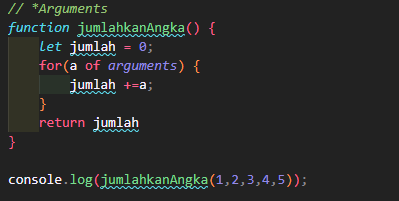 // *Arguments
function jumlahkanAngka() {
    let jumlah = 0;
    for(a of arguments) {
        jumlah +=a;
    }
    return jumlah
}
console.log(jumlahkanAngka(1,2,3,4,5));